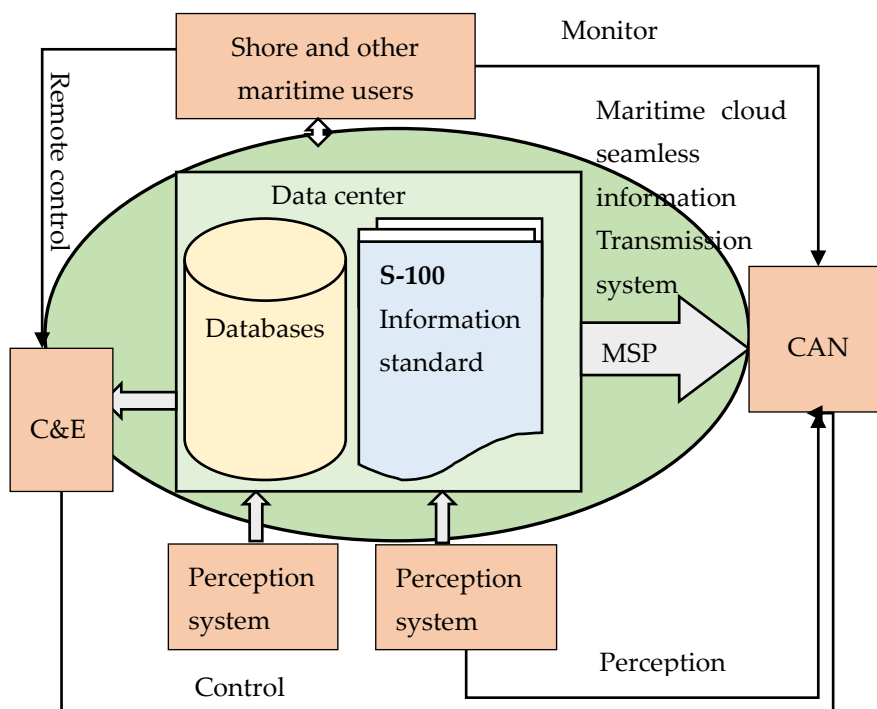 Shore and other
maritime users
Monitor
Remote control
Maritime cloud
seamless
information
Transmission
system
Data center
Databases
S-100
Information
standard
MSP
CAN
C&E
Perception
system
Perception
system
Perception
Control